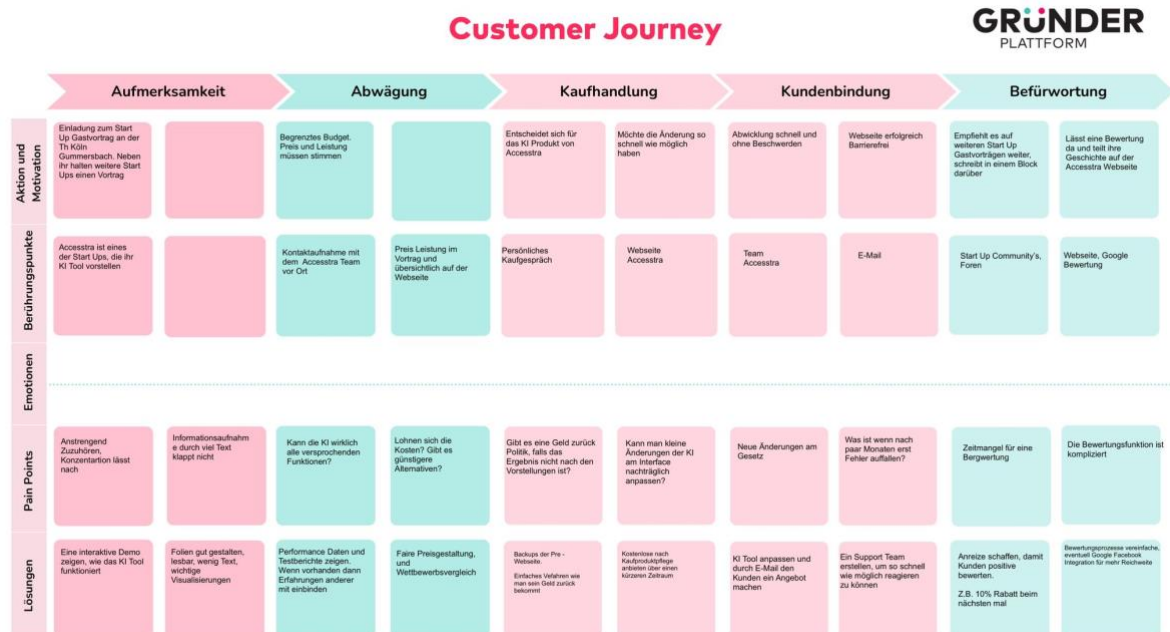 Customer Journey
GRÜNDER
PLATTFORM
Aufmerksamkeit
Abwägung
Kaufhandlung
Kundenbindung
Befürwortung
Aktion und
Motivation
Einladung zum Start
Up Gastvortrag an der
Th Köln
Gummersbach. Neben
ihr halten weitere Start
Ups einen Vortrag
Begrenztes Budget.
Preis und Leistung
müssen stimmen
Entscheidet sich für
das KI Produkt von
Accesstra
Möchte die Änderung so
schnell wie möglich
haben
Abwicklung schnell und
ohne Beschwerden
Webseite erfolgreich
Barrierefrei
Empfiehlt es auf
weiteren Start Up
Gastvorträgen weiter,
schreibt in einem Block
darüber
Lässt eine Bewertung
da und teilt ihre
Geschichte auf der
Accesstra Webseite
Berührungspunkte
Accesstra ist eines
der Start Ups, die ihr
KI Tool vorstellen
Kontaktaufnahme mit
dem Accesstra Team
vor Ort
Preis Leistung im
Vortrag und
übersichtlich auf der
Webseite
Persönliches
Kaufgespräch
Webseite
Accesstra
Team
Accesstra
E-Mail
Start Up Community's,
Foren
Webseite, Google
Bewertung
Emotionen
Pain Points
Anstrengend
Zuzuhören,
Konzentartion lässt
nach
Informationsaufnahm
e durch viel Text
klappt nicht
Kann die KI wirklich
alle versprochenden
Funktionen?
Lohnen sich die
Kosten? Gibt es
günstigere
Alternativen?
Gibt es eine Geld zurück
Politik, falls das
Ergebnis nicht nach den
Vorstellungen ist?
Kann man kleine
Änderungen der KI
am Interface
nachträglich
anpassen?
Neue Änderungen am
Gesetz
Was ist wenn nach
paar Monaten erst
Fehler auffallen?
Zeitmangel für eine
Bergwertung
Die Bewertungsfunktion ist
kompliziert
Lösungen
Eine interaktive Demo
zeigen, wie das KI Tool
funktioniert
Folien gut gestalten,
lesbar, wenig Text,
wichtige
Visualisierungen
Performance Daten und
Testberichte zeigen.
Wenn vorhanden dann
Erfahrungen anderer
mit einbinden
Faire Preisgestaltung,
und
Wettbewerbsvergleich
Backups der Pre -
Webseite.
Einfaches Vefahren wie
man sein Geld zurück
bekommt
Kostenlose nach
Kaufproduktpflege
anbieten über einen
kürzeren Zeitraum
KI Tool anpassen und
durch E-Mail den
Kunden ein Angebot
machen
Ein Support Team
erstellen, um so schnell
wie möglich reagieren
zu können
Anreize schaffen, damit
Kunden positive
bewerten.
Z.B. 10% Rabatt beim
nächsten mal
Bewertungsprozesse vereinfache,
eventuell Google Facebook
Integration für mehr Reichweite